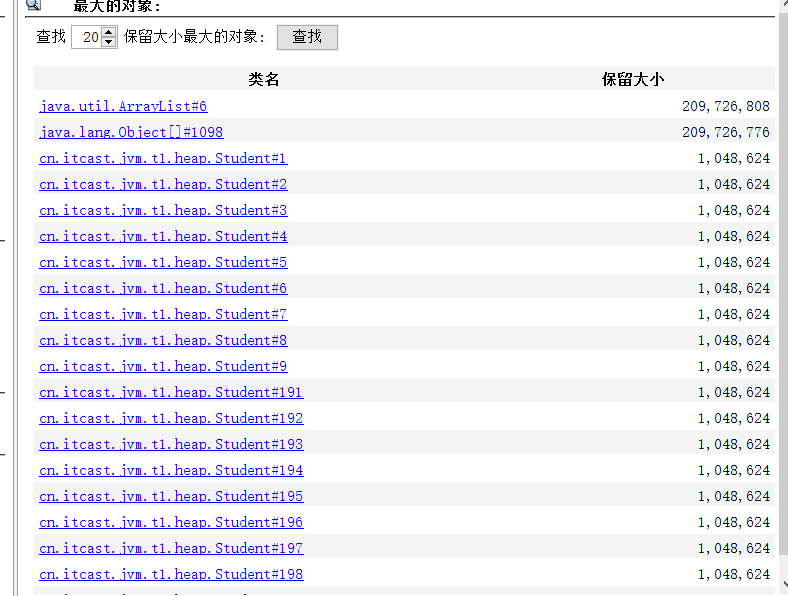 最大的对象:
查找 20 保留大小最大的对象: 查找
类名 保留大小
java.util.ArrayList#6 209,726,808
java.lang.Object[]#1098 209,726,776
cn.itcast.jvm.t1.heap.Student#1 1,048,624
cn.itcast.jvm.t1.heap.Student#2 1,048,624
cn.itcast.jvm.t1.heap.Student#3 1,048,624
cn.itcast.jvm.t1.heap.Student#4 1,048,624
cn.itcast.jvm.t1.heap.Student#5 1,048,624
cn.itcast.jvm.t1.heap.Student#6 1,048,624
cn.itcast.jvm.t1.heap.Student#7 1,048,624
cn.itcast.jvm.t1.heap.Student#8 1,048,624
cn.itcast.jvm.t1.heap.Student#9 1,048,624
cn.itcast.jvm.t1.heap.Student#191 1,048,624
cn.itcast.jvm.t1.heap.Student#192 1,048,624
cn.itcast.jvm.t1.heap.Student#193 1,048,624
cn.itcast.jvm.t1.heap.Student#194 1,048,624
cn.itcast.jvm.t1.heap.Student#195 1,048,624
cn.itcast.jvm.t1.heap.Student#196 1,048,624
cn.itcast.jvm.t1.heap.Student#197 1,048,624
cn.itcast.jvm.t1.heap.Student#198 1,048,624